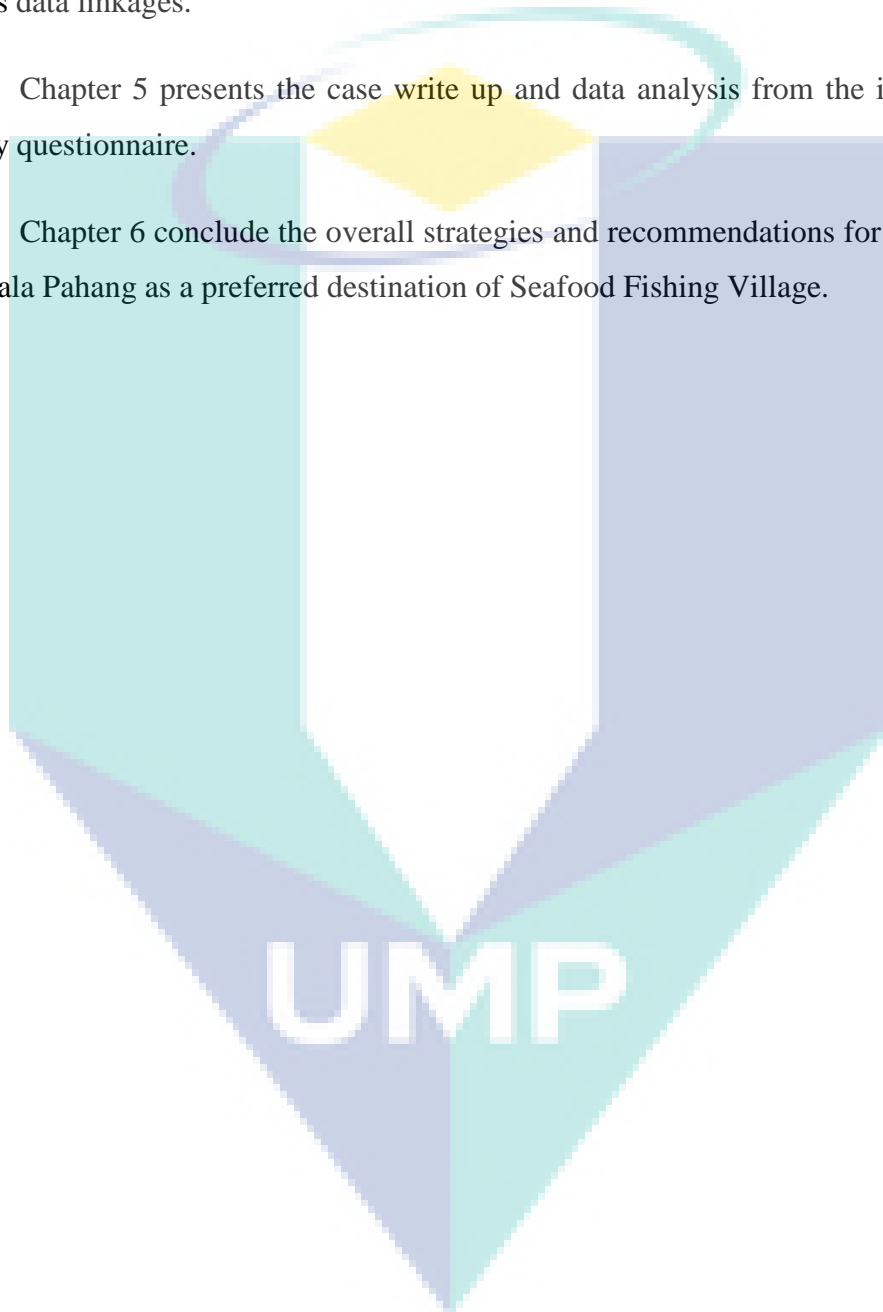 s data linkages.
Chapter 5 presents the case write up and data analysis from the i
y questionnaire.
Chapter 6 conclude the overall strategies and recommendations for
ala Pahang as a preferred destination of Seafood Fishing Village.
UMP